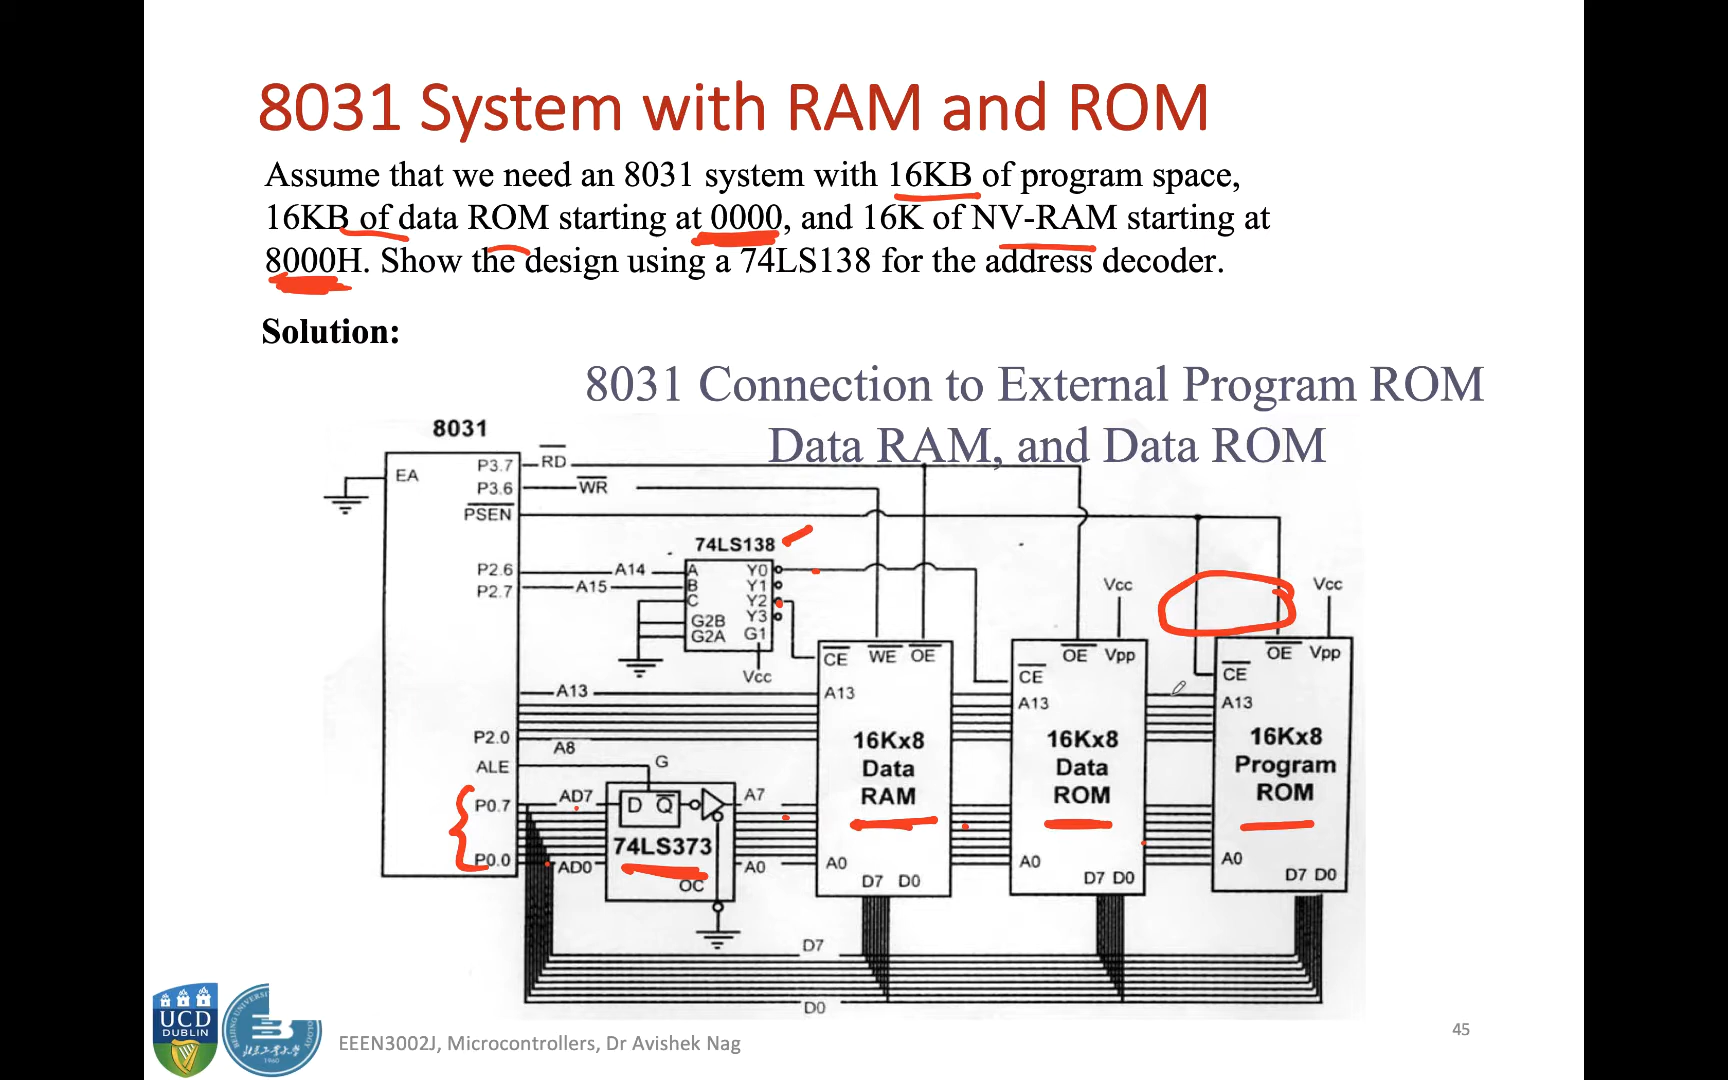 8031 System with RAM and ROM
Assume that we need an 8031 system with 16KB of program space,
16KB of data ROM starting at 0000, and 16K of NV-RAM starting at
8000H. Show the design using a 74LS138 for the address decoder.
Solution:
8031 Connection to External Program ROM
Data RAM, and Data ROM
8031
EA
P3.7
RD
P3.6
WR
PSEN
74LS138
P2.6
A14
A
Y0
P2.7
A15
B
Y1
C
Y2
Y3
G2B
G2A
G1
Vcc
Vcc
Vcc
CE
WE
OE
OE
Vpp
OE
Vpp
CE
CE
A13
A13
A13
A13
P2.0
A8
16Kx8
Data
RAM
16Kx8
Data
ROM
16Kx8
Program
ROM
ALE
G
P0.7
AD7
D
Q
A7
74LS373
P0.0
AD0
OC
A0
A0
A0
A0
D7 D0
D7 D0
D7 D0
D7
D0
UCD
DUBLIN
1960
EEEN3002J, Microcontrollers, Dr Avishek Nag
45